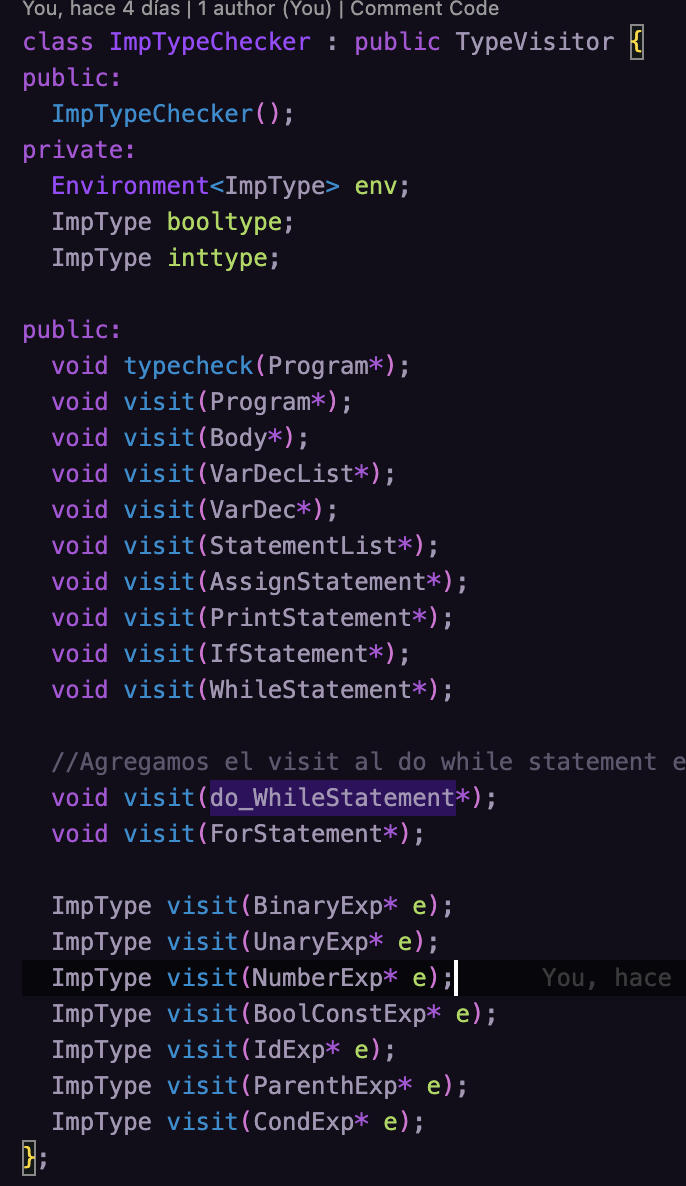 You, hace 4 días | 1 author (You) | Comment Code
class ImpTypeChecker : public TypeVisitor {
public:
  ImpTypeChecker();
private:
  Environment<ImpType> env;
  ImpType booltype;
  ImpType inttype;

public:
  void typecheck(Program*);
  void visit(Program*);
  void visit(Body*);
  void visit(VarDecList*);
  void visit(VarDec*);
  void visit(StatementList*);
  void visit(AssignStatement*);
  void visit(PrintStatement*);
  void visit(IfStatement*);
  void visit(WhileStatement*);

  //Agregamos el visit al do while statement e
  void visit(do_WhileStatement*);
  void visit(ForStatement*);

  ImpType visit(BinaryExp* e);
  ImpType visit(UnaryExp* e);
  ImpType visit(NumberExp* e); You, hace
  ImpType visit(BoolConstExp* e);
  ImpType visit(IdExp* e);
  ImpType visit(ParenthExp* e);
  ImpType visit(CondExp* e);
};